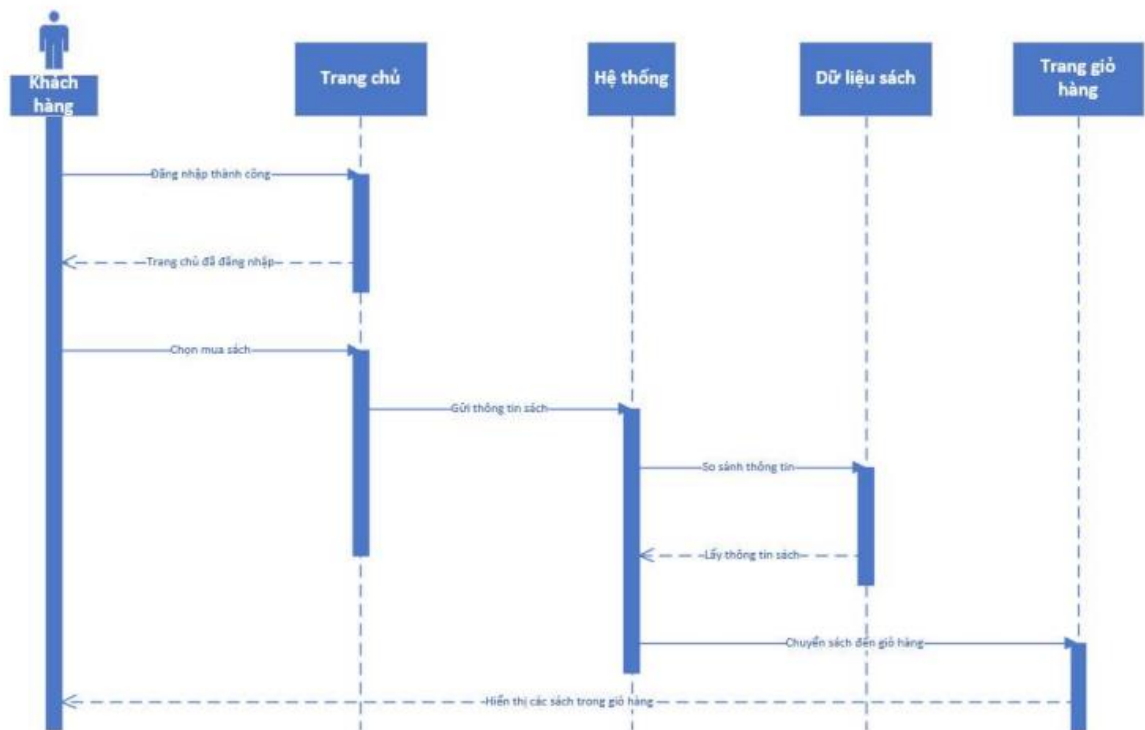 Khách
hàng
Trang chủ
Hệ thống
Dữ liệu sách
Trang giỏ
hàng
Đăng nhập thành công
Trang chủ đã đăng nhập
Chọn mua sách
Gửi thông tin sách
So sánh thông tin
Lấy thông tin sách
Chuyển sách đến giỏ hàng
Hiển thị các sách trong giỏ hàng